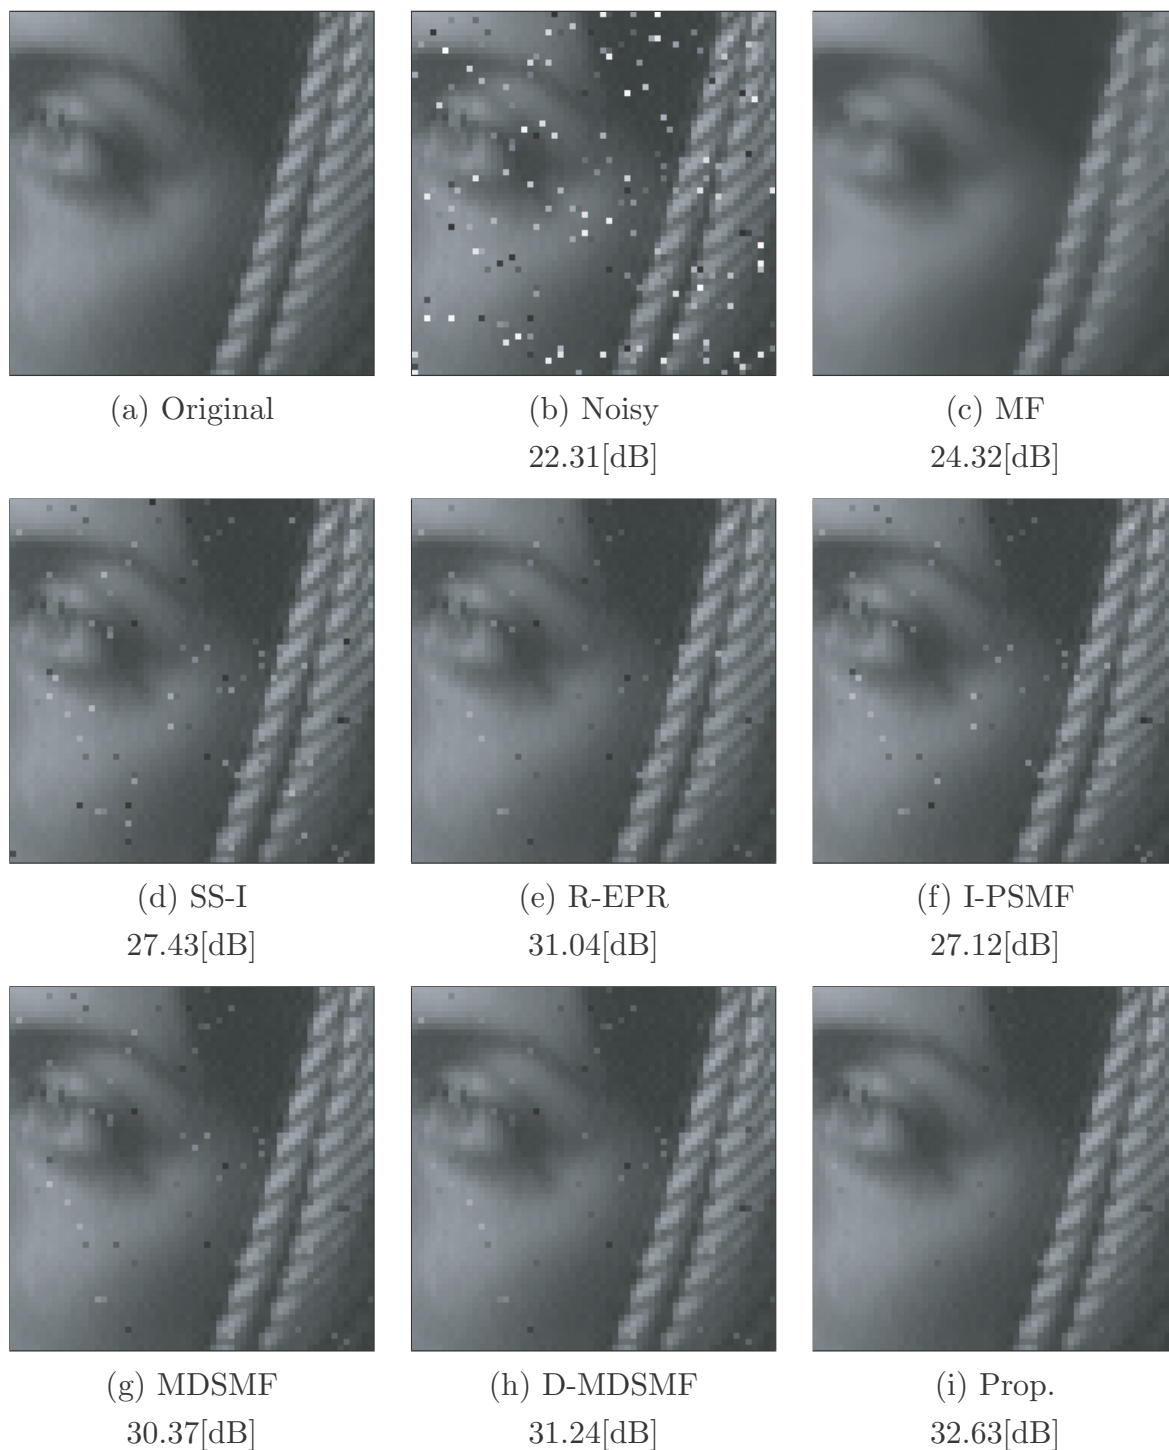 (a) Original
(b) Noisy
(c) MF
22.31[dB]
24.32[dB]
(d) SS-I
(e) R-EPR
(f) I-PSMF
27.43[dB]
31.04[dB]
27.12[dB]
(g) MDSMF
(h) D-MDSMF
(i) Prop.
30.37[dB]
31.24[dB]
32.63[dB]